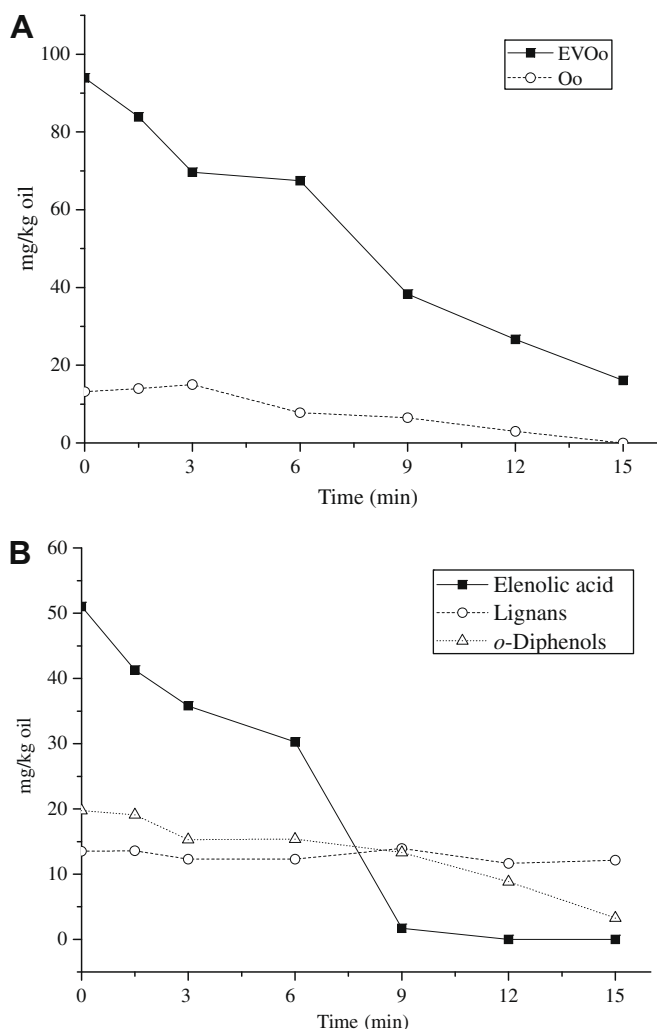 A
EVOo
Oo
100
80
60
40
20
0
mg/kg oil
0 3 6 9 12 15
Time (min)
B
Elenolic acid
Lignans
o-Diphenols
60
50
40
30
20
10
0
mg/kg oil
0 3 6 9 12 15
Time (min)